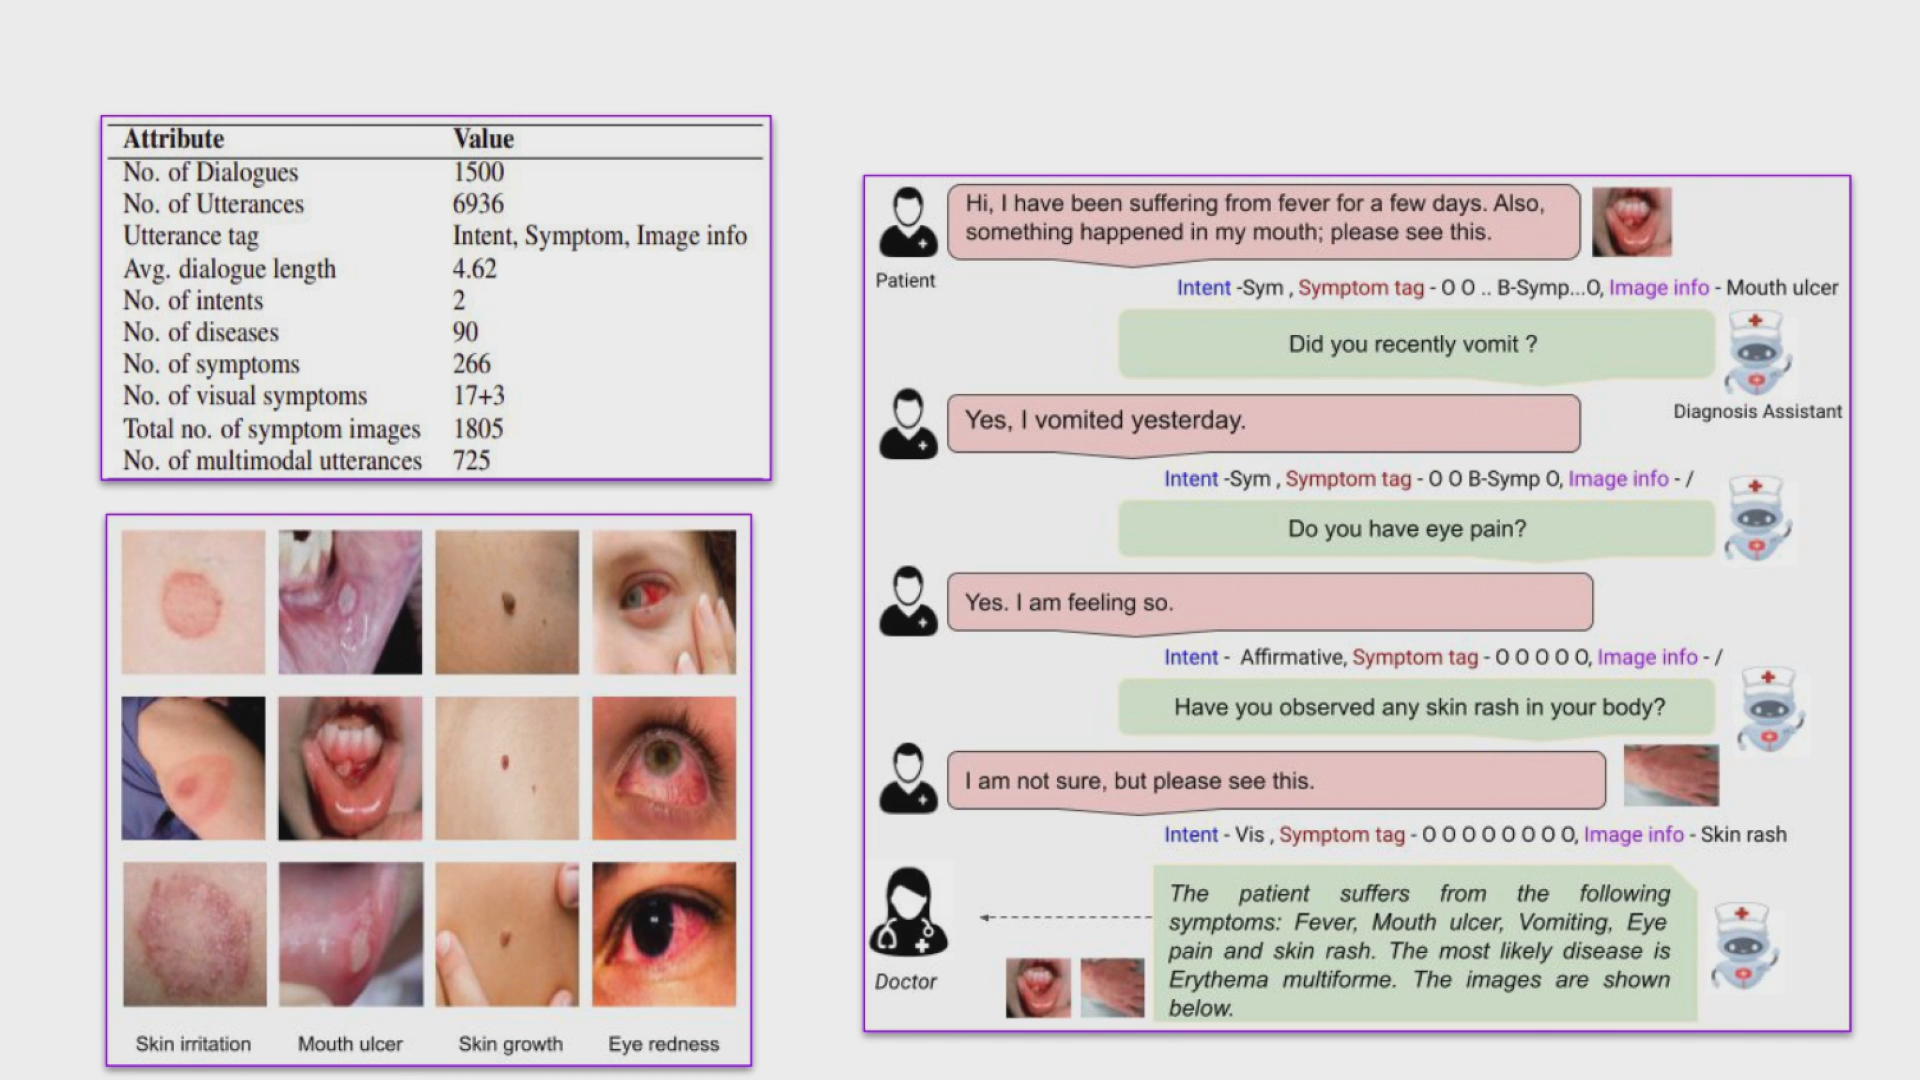 Attribute Value
No. of Dialogues 1500
No. of Utterances 6936
Utterance tag Intent, Symptom, Image info
Avg. dialogue length 4.62
No. of intents 2
No. of diseases 90
No. of symptoms 266
No. of visual symptoms 17+3
Total no. of symptom images 1805
No. of multimodal utterances 725
Skin irritation Mouth ulcer Skin growth Eye redness
Hi, I have been suffering from fever for a few days. Also,
something happened in my mouth; please see this.
Patient
Intent -Sym , Symptom tag - O O .. B-Symp...O, Image info - Mouth ulcer
Did you recently vomit ?
Diagnosis Assistant
Yes, I vomited yesterday.
Intent -Sym , Symptom tag - O O B-Symp O, Image info - /
Do you have eye pain?
Yes. I am feeling so.
Intent - Affirmative, Symptom tag - O O O O O, Image info - /
Have you observed any skin rash in your body?
I am not sure, but please see this.
Intent - Vis , Symptom tag - O O O O O O O O, Image info - Skin rash
The patient suffers from the following
symptoms: Fever, Mouth ulcer, Vomiting, Eye
pain and skin rash. The most likely disease is
Erythema multiforme. The images are shown
below.
Doctor